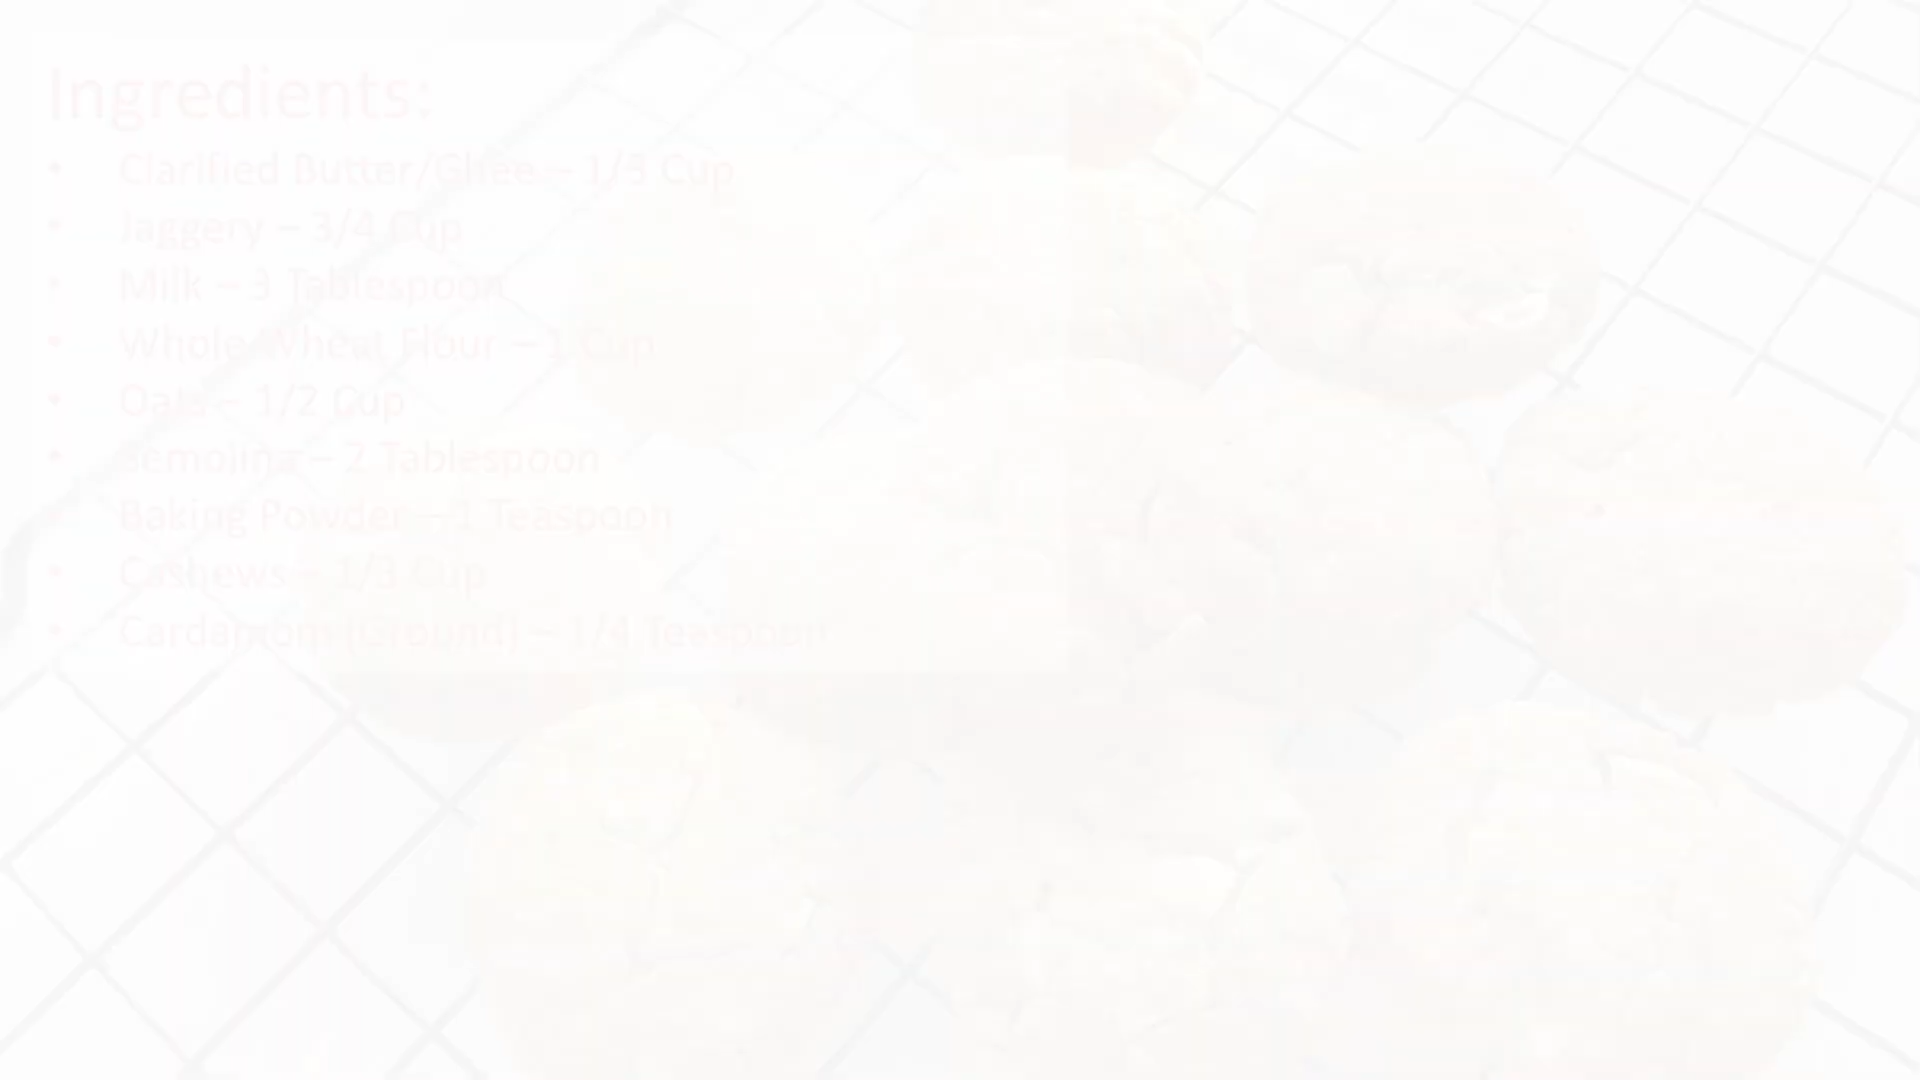 Ingredients:
• Clarified Butter/Ghee – 1/3 Cup
• Jaggery – 3/4 Cup
• Milk – 3 Tablespoon
• Whole Wheat Flour – 1 Cup
• Oats – 1/2 Cup
• Semolina – 2 Tablespoon
Baking Powder – 1 Teaspoon
• Cashews – 1/3 Cup
• Cardamom (Ground) – 1/4 Teaspoon